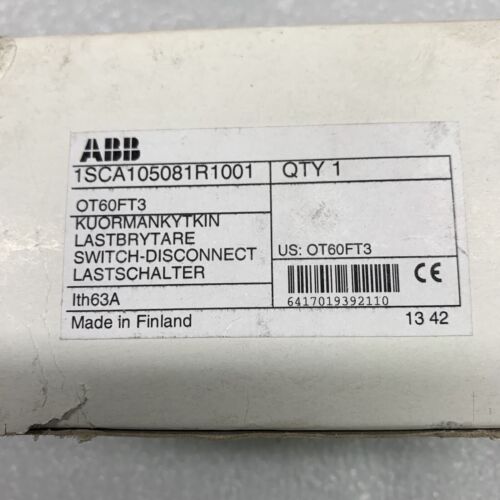 ABB
1SCA105081R1001 QTY 1
OT60FT3
KUORMANKYTKIN
LASTBRYTARE
SWITCH-DISCONNECT
LASTSCHALTER
US: OT60FT3
CE
Ith63A
6417019392110
Made in Finland
13 42